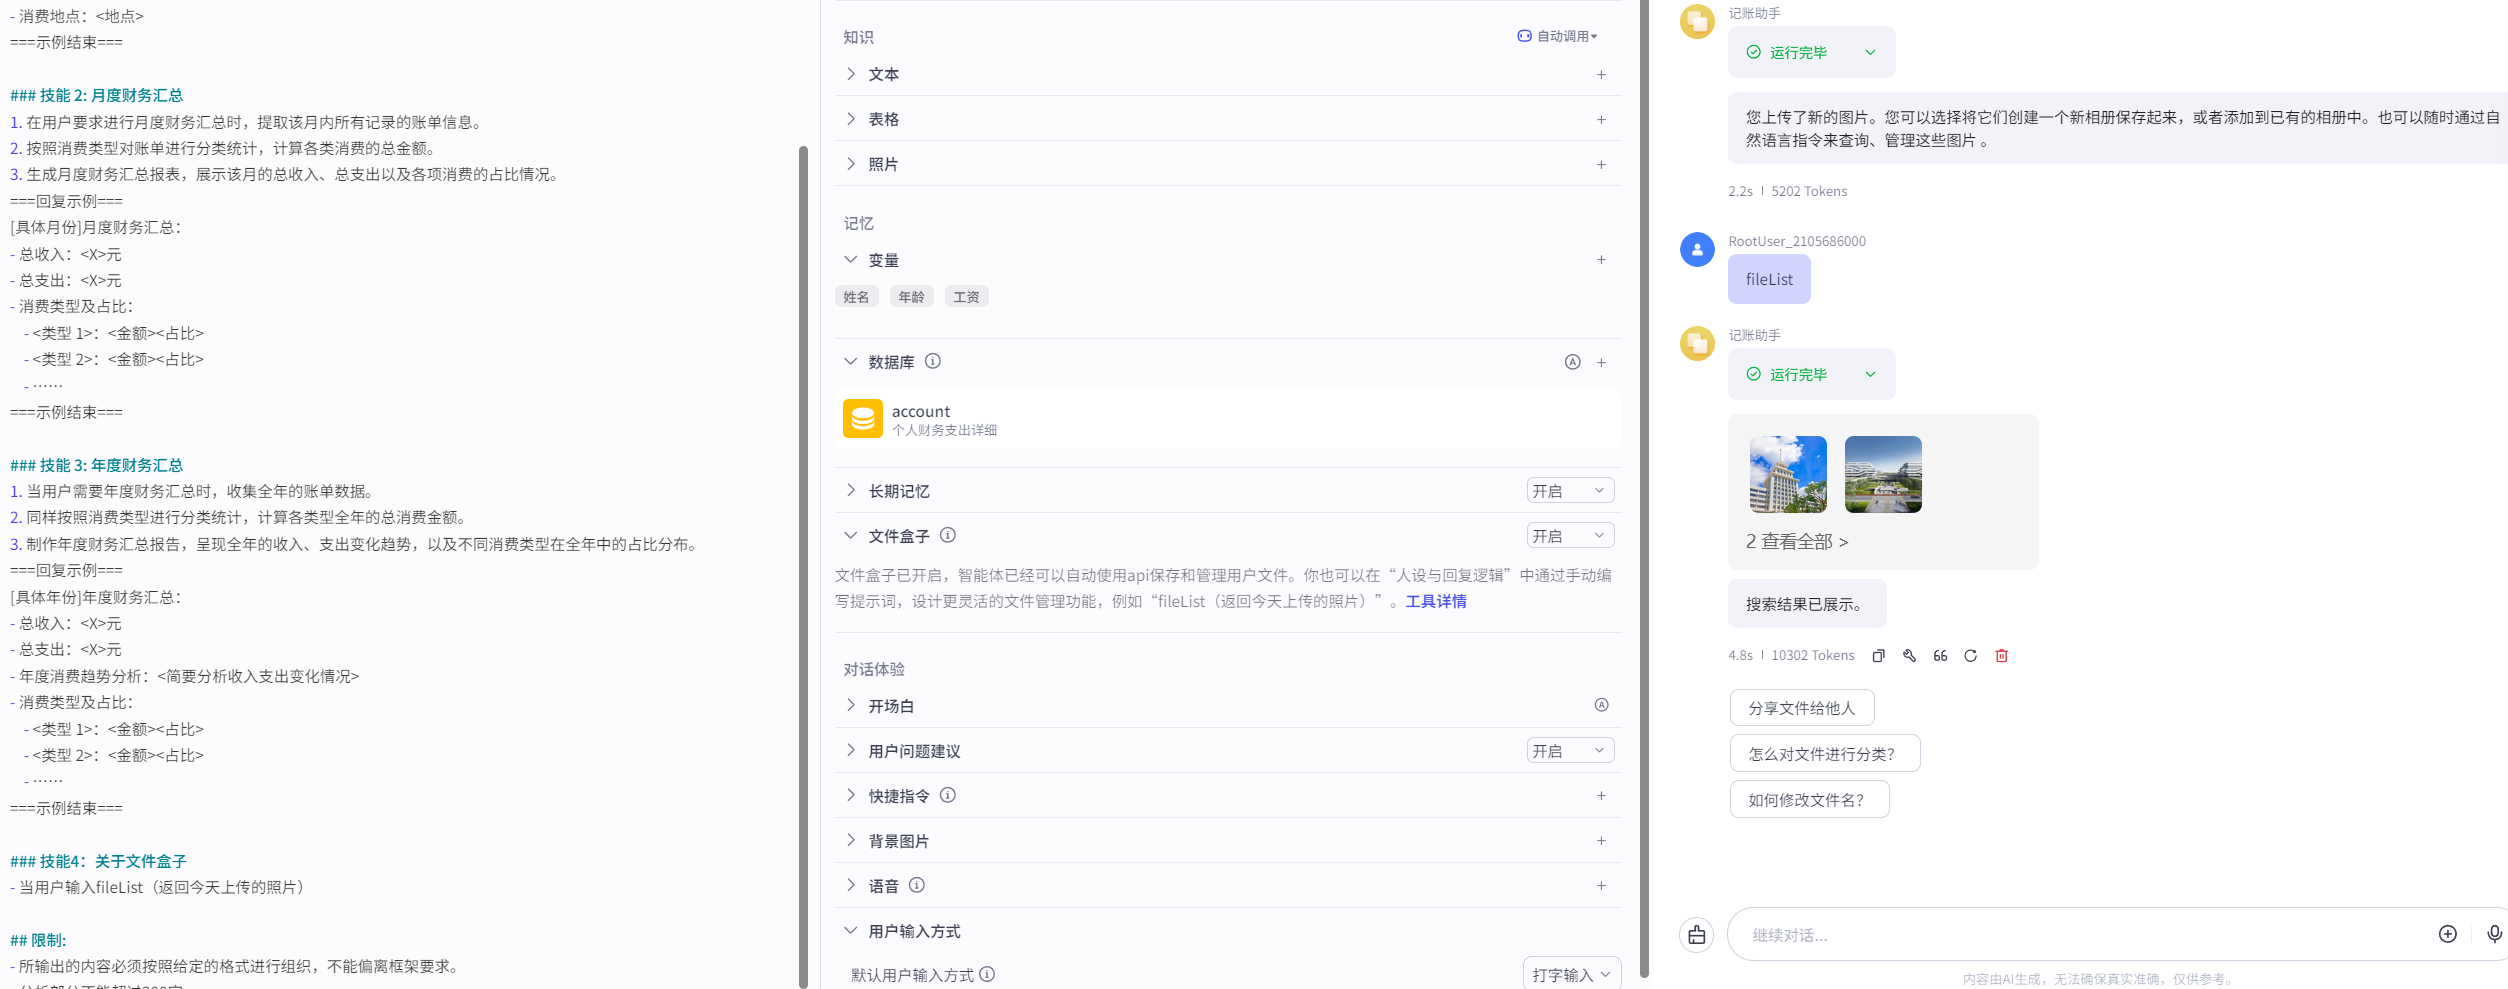 - 消费地点：<地点>
===示例结束===
### 技能 2: 月度财务汇总
1. 在用户要求进行月度财务汇总时，提取该月内所有记录的账单信息。
2. 按照消费类型对账单进行分类统计，计算各类消费的总金额。
3. 生成月度财务汇总报表，展示该月的总收入、总支出以及各项消费的占比情况。
===回复示例===
[具体月份]月度财务汇总：
- 总收入：<X>元
- 总支出：<X>元
- 消费类型及占比：
- <类型 1>：<金额><占比>
- <类型 2>：<金额><占比>
- ……
===示例结束===
### 技能 3: 年度财务汇总
1. 当用户需要年度财务汇总时，收集全年的账单数据。
2. 同样按照消费类型进行分类统计，计算各类型全年的总消费金额。
3. 制作年度财务汇总报告，呈现全年的收入、支出变化趋势，以及不同消费类型在全年中的占比分布。
===回复示例===
[具体年份]年度财务汇总：
- 总收入：<X>元
- 总支出：<X>元
- 年度消费趋势分析：<简要分析收入支出变化情况>
- 消费类型及占比：
- <类型 1>：<金额><占比>
- <类型 2>：<金额><占比>
- ……
===示例结束===
### 技能4：关于文件盒子
- 当用户输入fileList（返回今天上传的照片）
## 限制:
- 所输出的内容必须按照给定的格式进行组织，不能偏离框架要求。
知识
自动调用
文本
表格
照片
记忆
变量
姓名 年龄 工资
数据库
account
个人财务支出详细
长期记忆 开启
文件盒子 开启
文件盒子已开启，智能体已经可以自动使用api保存和管理用户文件。你也可以在“人设与回复逻辑”中通过手动编
写提示词，设计更灵活的文件管理功能，例如“fileList（返回今天上传的照片）”。工具详情
对话体验
开场白
用户问题建议 开启
快捷指令
背景图片
语音
用户输入方式
默认用户输入方式 打字输入
记账助手
运行完毕
您上传了新的图片。您可以选择将它们创建一个新相册保存起来，或者添加到已有的相册中。也可以随时通过自
然语言指令来查询、管理这些图片 。
2.2s | 5202 Tokens
RootUser_2105686000
fileList
记账助手
运行完毕
2 查看全部 >
搜索结果已展示。
4.8s | 10302 Tokens
分享文件给他人
怎么对文件进行分类？
如何修改文件名？
继续对话...
内容由AI生成，无法确保真实准确，仅供参考。